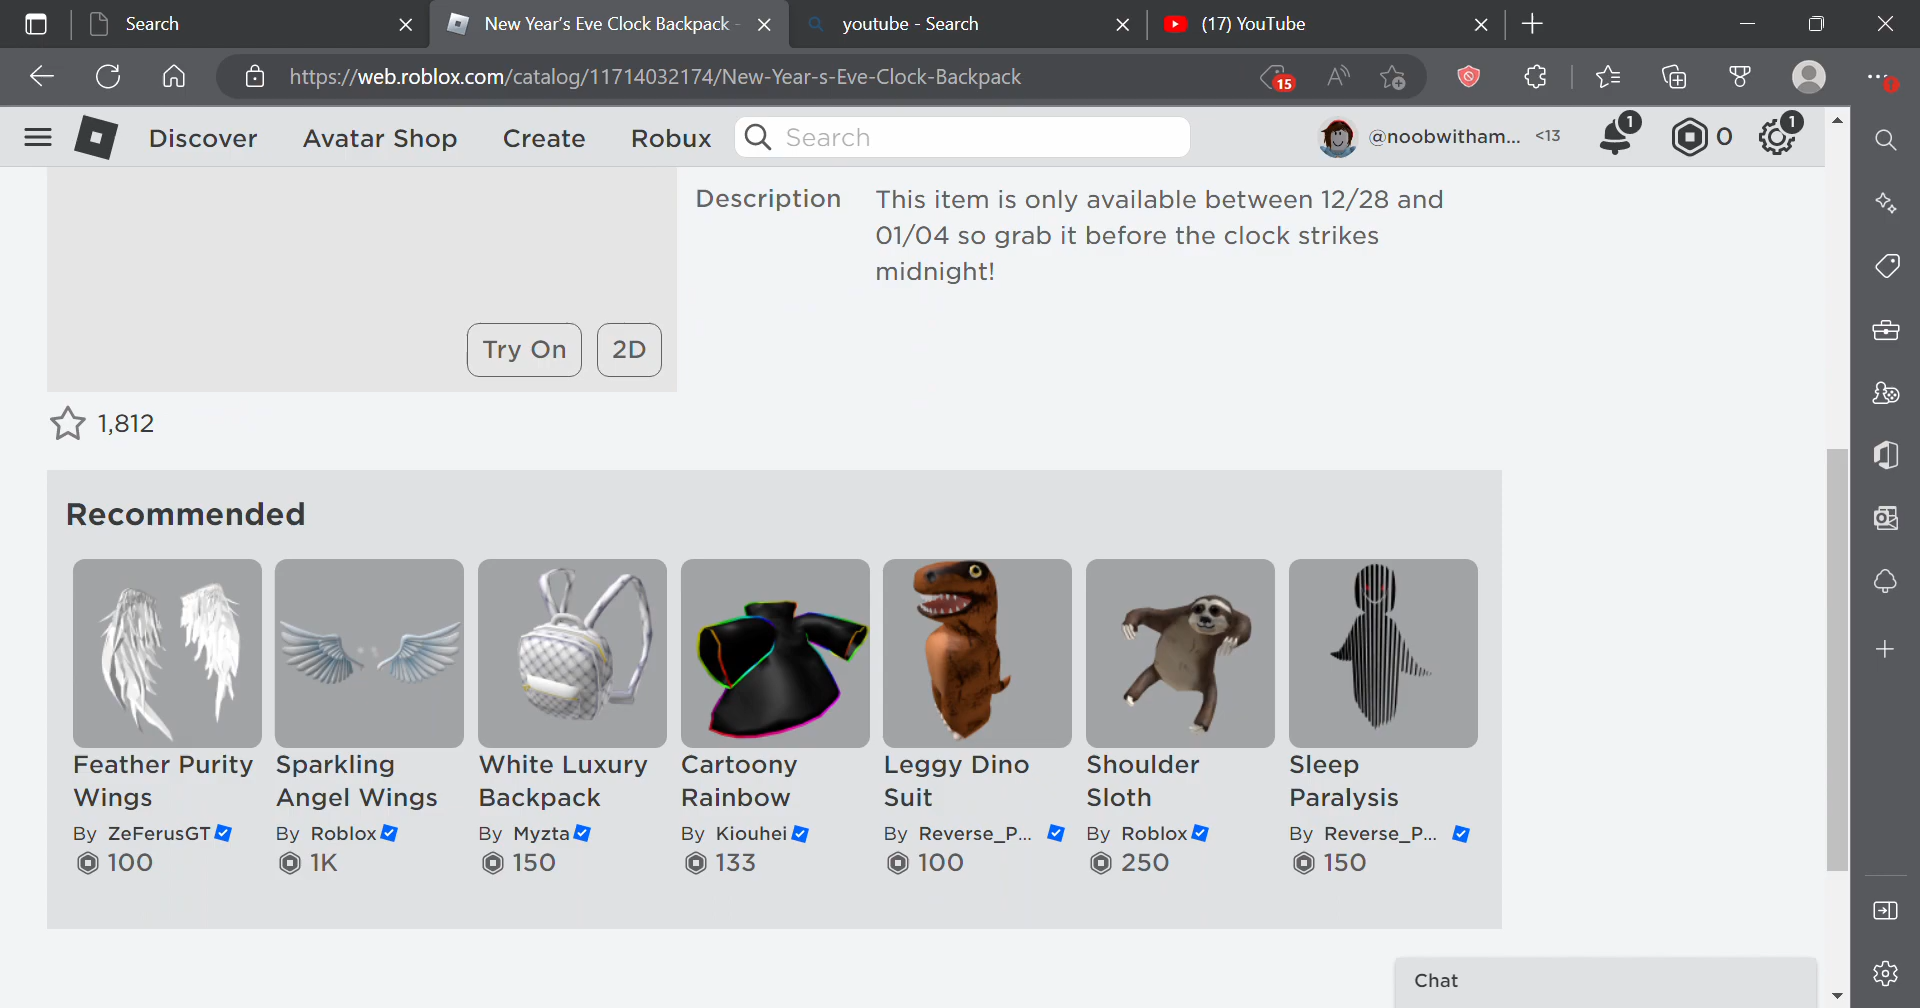 Search
New Year's Eve Clock Backpack -
youtube - Search
(17) YouTube
https://web.roblox.com/catalog/11714032174/New-Year-s-Eve-Clock-Backpack
15
Discover
Avatar Shop
Create
Robux
Search
@noobwitham... <13
1
0
1
Description
This item is only available between 12/28 and
01/04 so grab it before the clock strikes
midnight!
Try On
2D
1,812
Recommended
Feather Purity
Wings
By ZeFerusGT
100
Sparkling
Angel Wings
By Roblox
1K
White Luxury
Backpack
By Myzta
150
Cartoony
Rainbow
By Kiouhei
133
Leggy Dino
Suit
By Reverse_P...
100
Shoulder
Sloth
By Roblox
250
Sleep
Paralysis
By Reverse_P...
150
Chat